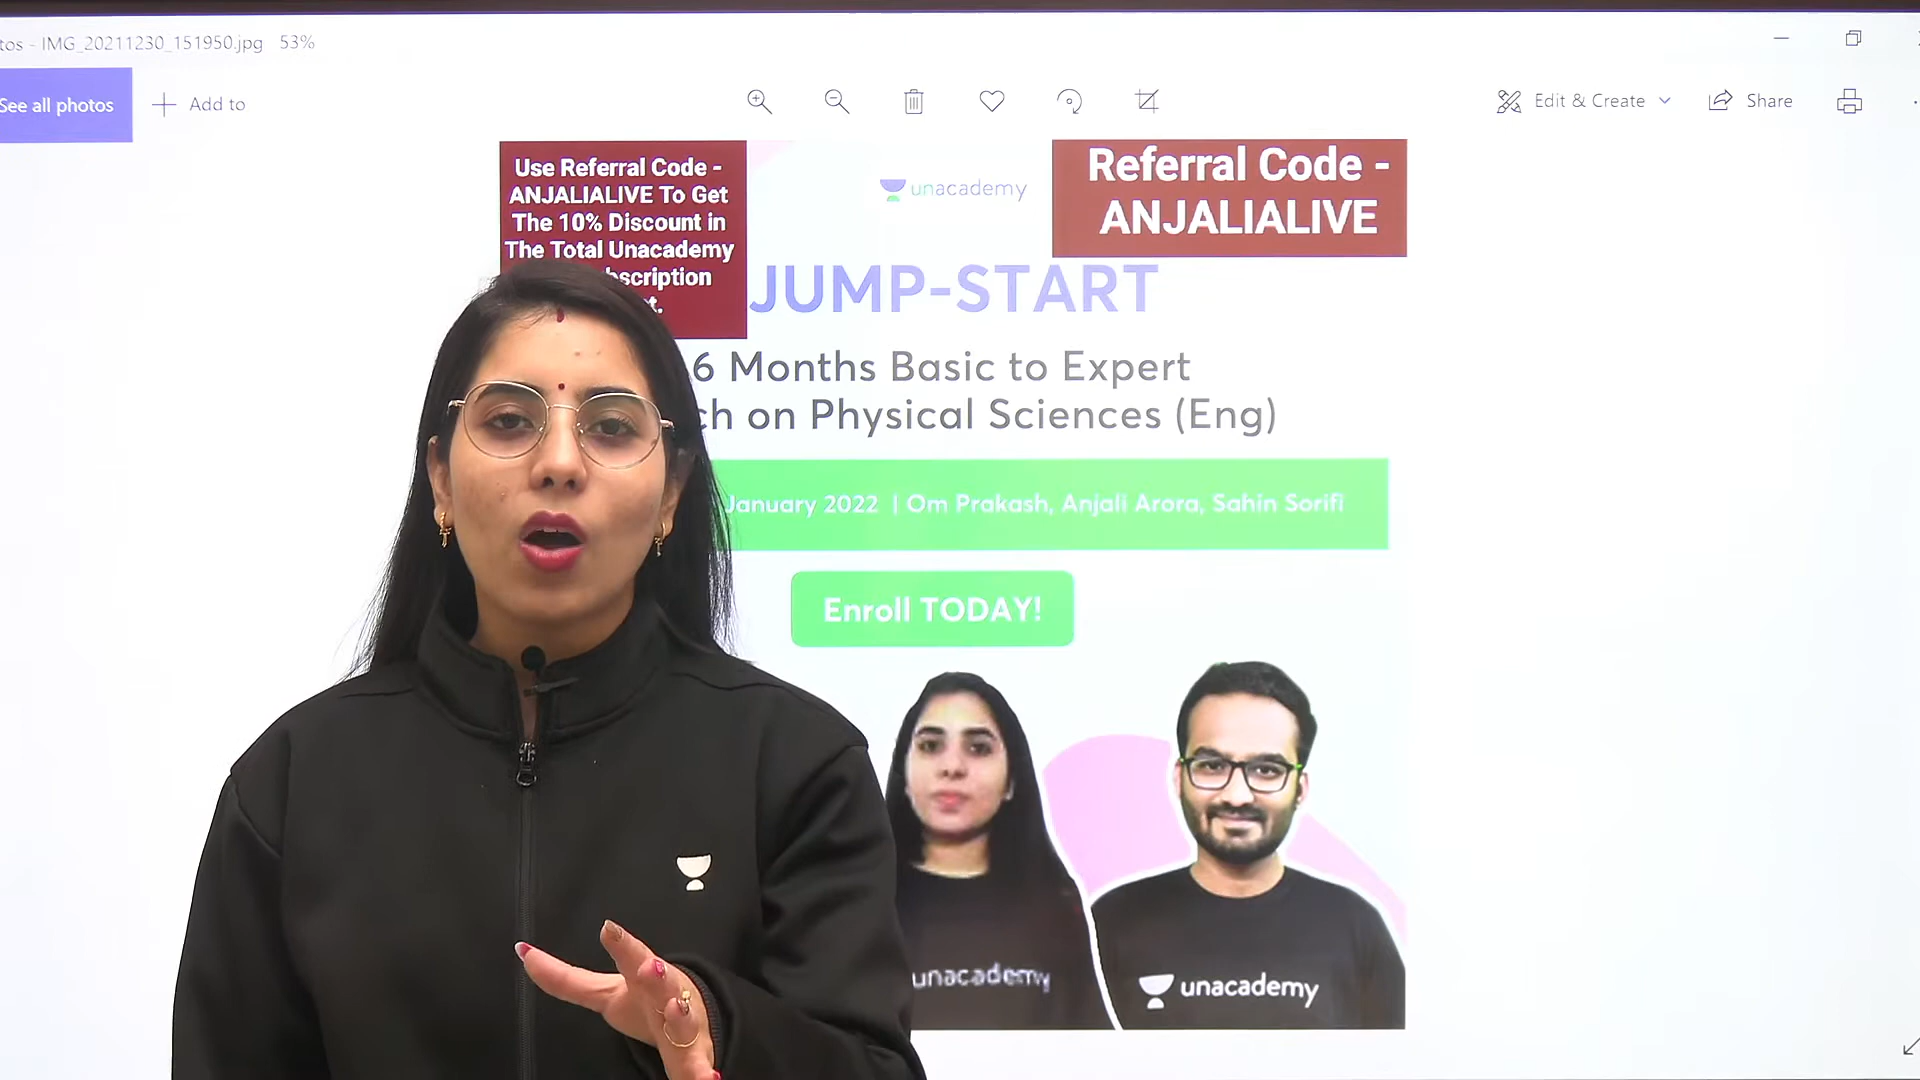 tos - IMG_20211230_151950.jpg 53%
See all photos
Add to
Edit & Create
Share
Use Referral Code -
ANJALIALIVE To Get
The 10% Discount in
The Total Unacademy
bscription
t.
unacademy
Referral Code -
ANJALIALIVE
JUMP-START
6 Months Basic to Expert
ch on Physical Sciences (Eng)
January 2022 | Om Prakash, Anjali Arora, Sahin Sorifi
Enroll TODAY!
unacademy
unacademy